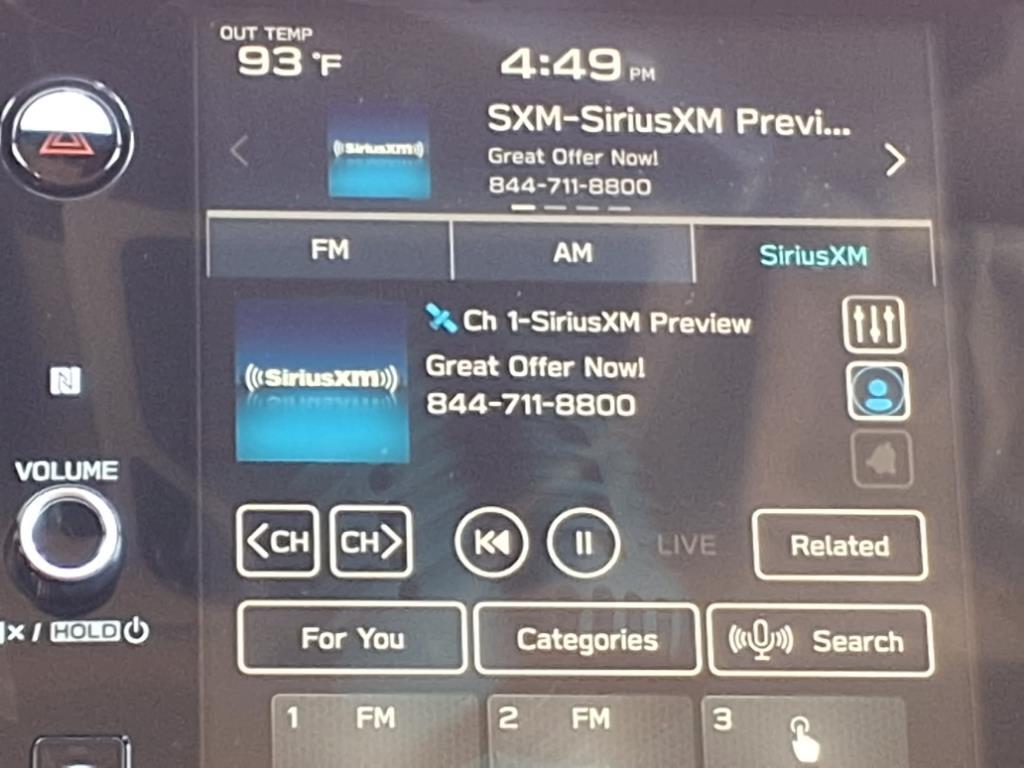 OUT TEMP
93 °F
4:49 PM
((SiriusXM))
SXM-SiriusXM Previ...
Great Offer Now!
844-711-8800
FM
AM
SiriusXM
((SiriusXM))
Ch 1-SiriusXM Preview
Great Offer Now!
844-711-8800
N
VOLUME
<CH
CH>
LIVE
Related
× / HOLD
For You
Categories
Search
1 FM
2 FM
3